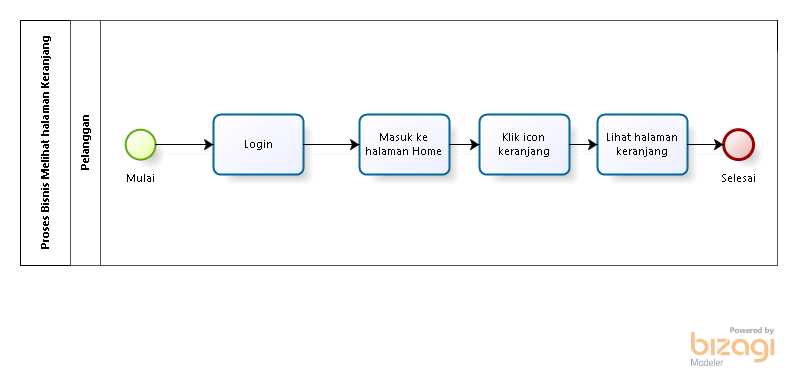 Proses Bisnis Melihat halaman Keranjang
Pelanggan
Mulai
Login
Masuk ke
halaman Home
Klik icon
keranjang
Lihat halaman
keranjang
Selesai
Powered by
bizagi
Modeler